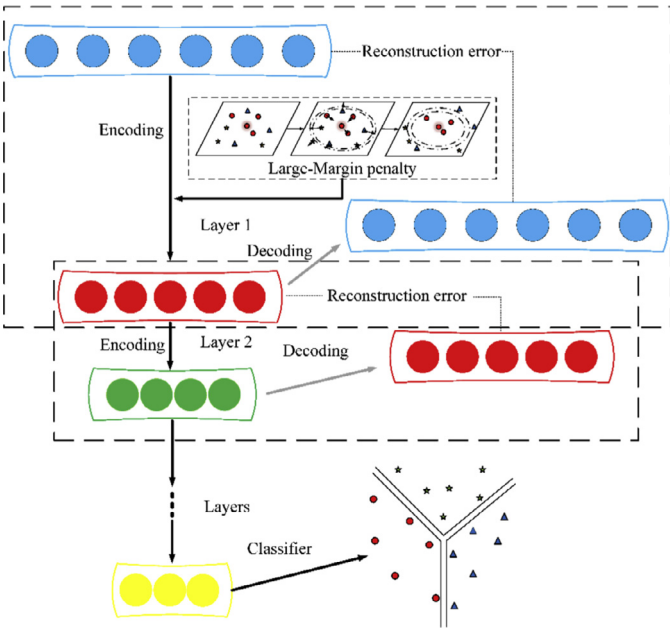 Reconstruction error
Encoding
Large-Margin penalty
Layer 1
Decoding
Reconstruction error
Encoding
Layer 2
Decoding
Layers
Classifier